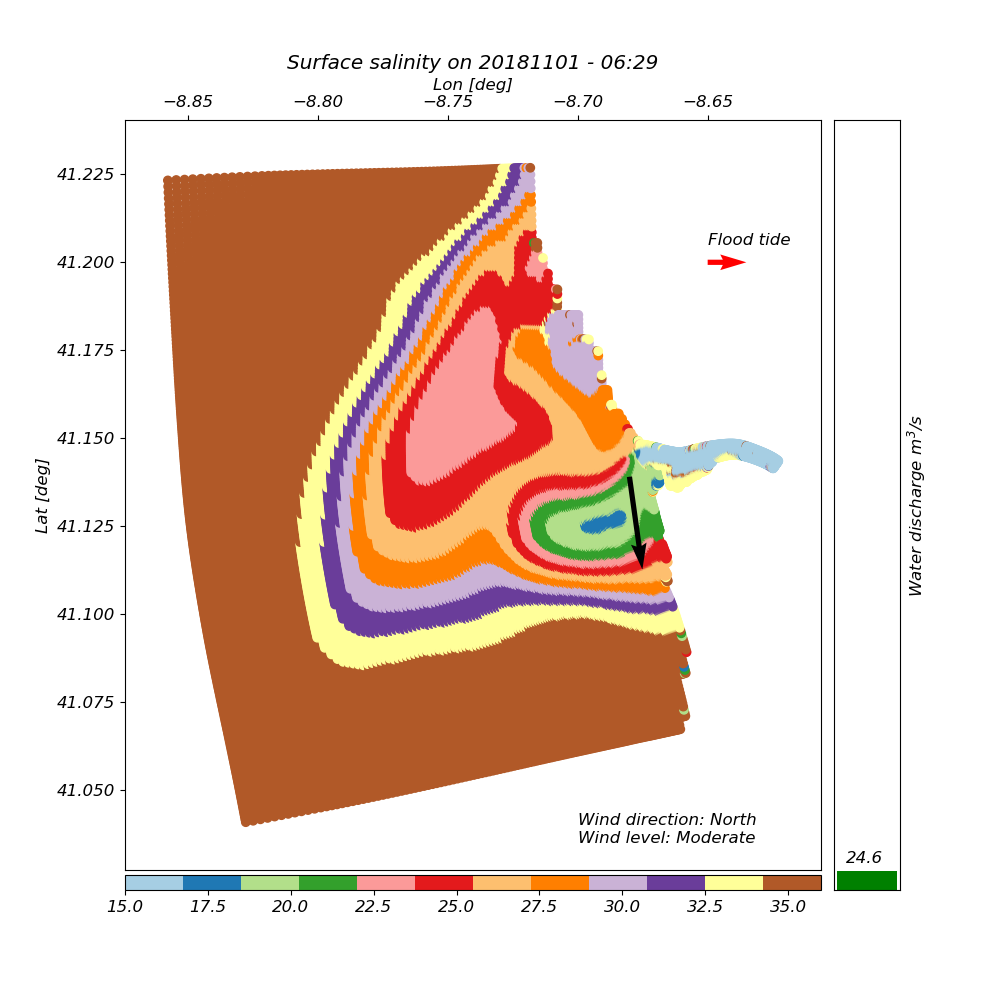 Surface salinity on 20181101 - 06:29
Lon [deg]
−8.85 −8.80 −8.75 −8.70 −8.65
41.225
41.200
41.175
41.150
41.125
41.100
41.075
41.050
Lat [deg]
Flood tide
Wind direction: North
Wind level: Moderate
15.0 17.5 20.0 22.5 25.0 27.5 30.0 32.5 35.0
24.6
Water discharge m³/s